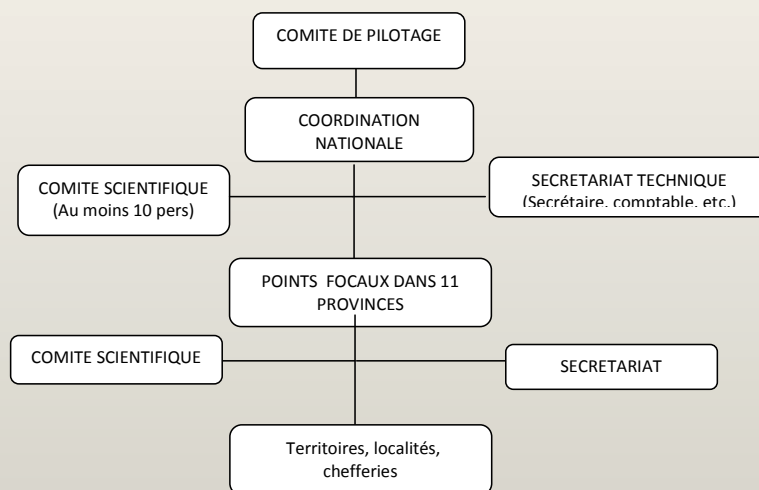 COMITE DE PILOTAGE
COORDINATION
NATIONALE
COMITE SCIENTIFIQUE
(Au moins 10 pers)
SECRETARIAT TECHNIQUE
(Secrétaire, comptable, etc.)
POINTS FOCAUX DANS 11
PROVINCES
COMITE SCIENTIFIQUE
SECRETARIAT
Territoires, localités,
chefferies